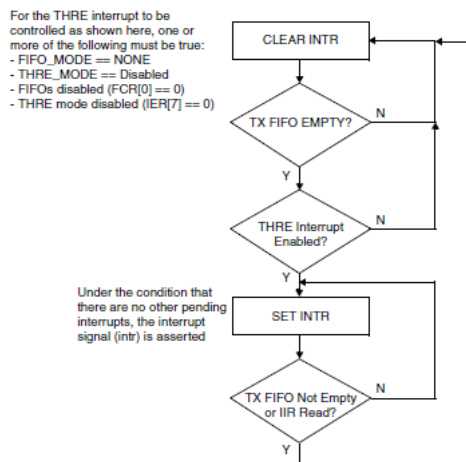 For the THRE interrupt to be
controlled as shown here, one or
more of the following must be true:
- FIFO_MODE == NONE
- THRE_MODE == Disabled
- FIFOs disabled (FCR[0] == 0)
- THRE mode disabled (IER[7] == 0)
CLEAR INTR
TX FIFO EMPTY?
N
Y
THRE Interrupt
Enabled?
N
Y
Under the condition that
there are no other pending
interrupts, the interrupt
signal (intr) is asserted
SET INTR
TX FIFO Not Empty
or IIR Read?
N
Y